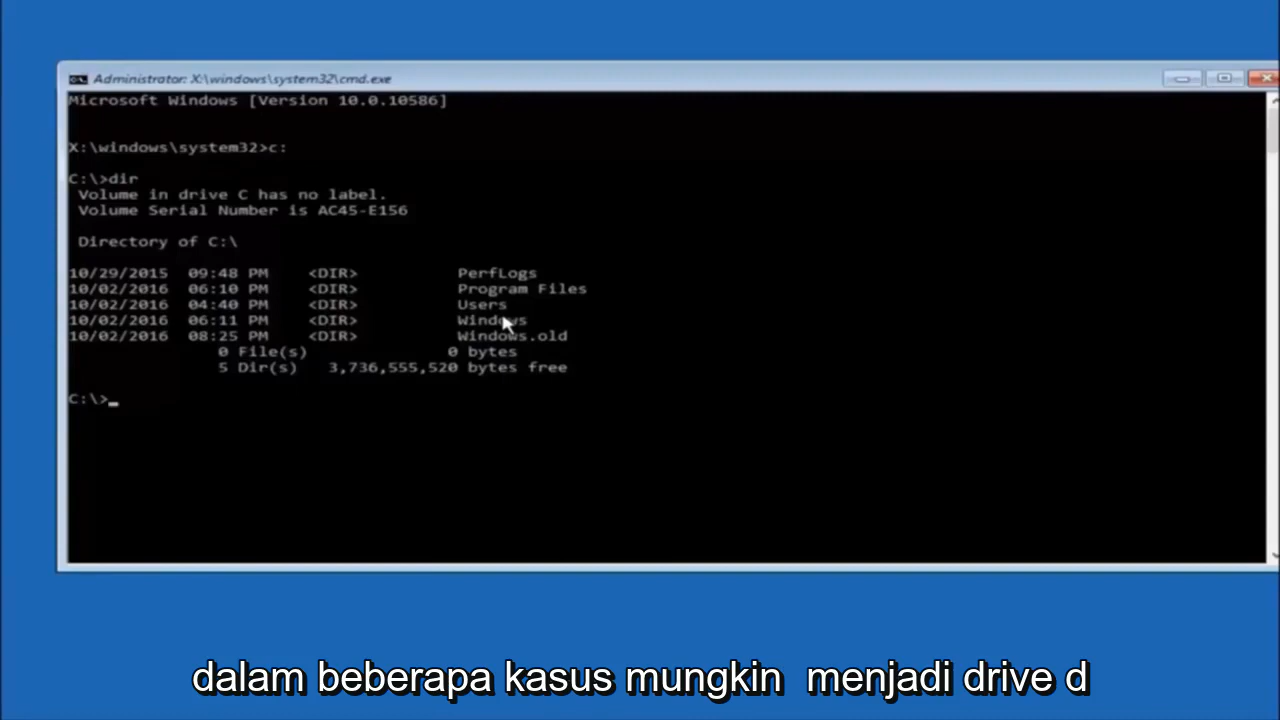 Administrator: X:\windows\system32\cmd.exe
Microsoft Windows [Version 10.0.10586]
X:\windows\system32>c:
C:\>dir
Volume in drive C has no label.
Volume Serial Number is AC45-E156
Directory of C:\
10/29/2015 09:48 PM <DIR> PerfLogs
10/02/2016 06:10 PM <DIR> Program Files
10/02/2016 04:40 PM <DIR> Users
10/02/2016 06:11 PM <DIR> Windows
10/02/2016 08:25 PM <DIR> Windows.old
0 File(s) 0 bytes
5 Dir(s) 3,736,555,520 bytes free
C:\>_
dalam beberapa kasus mungkin menjadi drive d